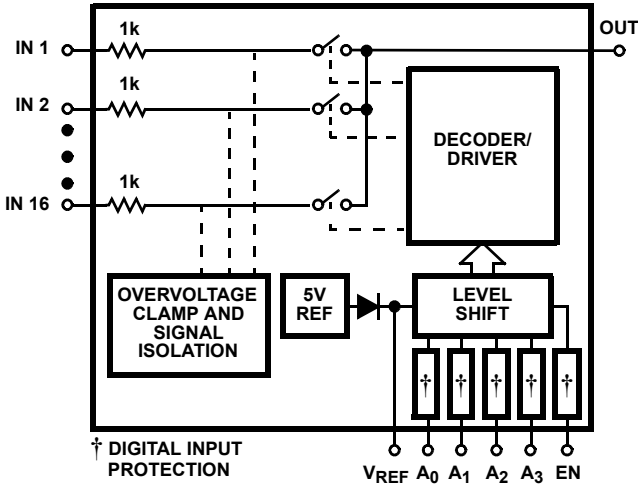 1k
OUT
IN 1
1k
IN 2
DECODER/
DRIVER
1k
IN 16
OVERVOLTAGE
CLAMP AND
SIGNAL
ISOLATION
5V
REF
LEVEL
SHIFT
† † † † †
† DIGITAL INPUT
PROTECTION
VREF A0 A1 A2 A3 EN